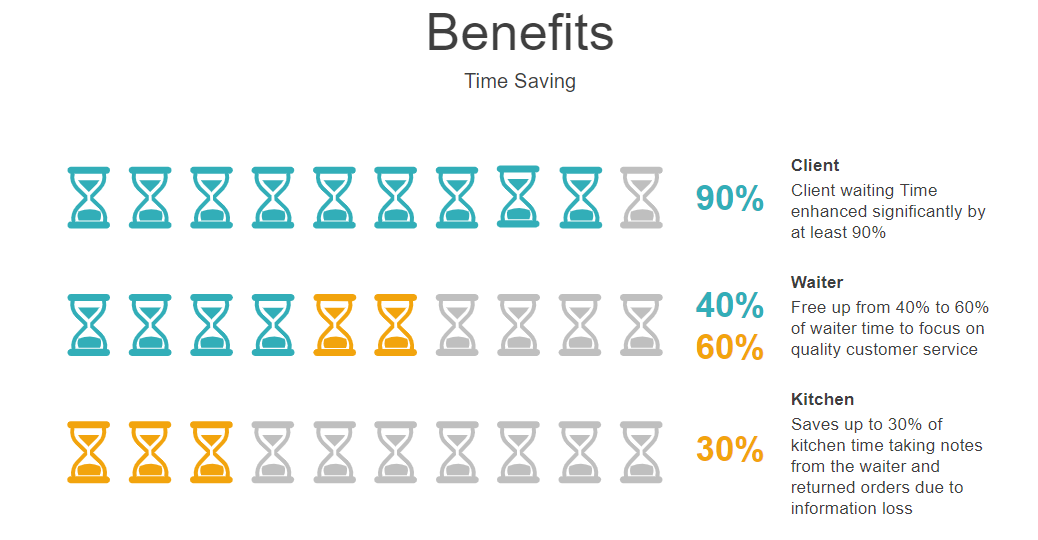 Benefits
Time Saving
90%
Client
Client waiting Time
enhanced significantly by
at least 90%
40%
60%
Waiter
Free up from 40% to 60%
of waiter time to focus on
quality customer service
30%
Kitchen
Saves up to 30% of
kitchen time taking notes
from the waiter and
returned orders due to
information loss